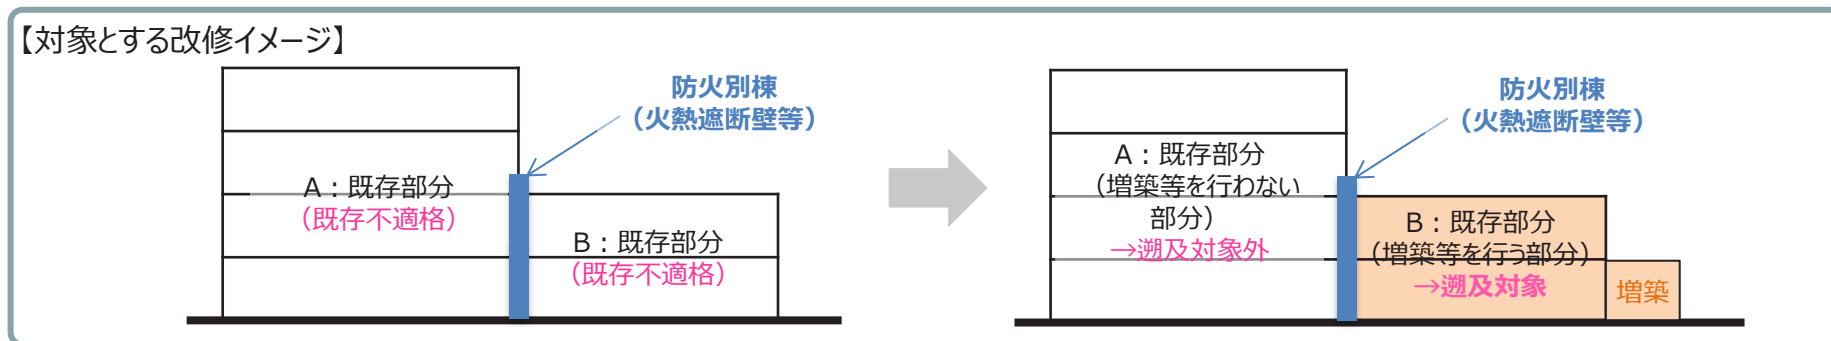 【対象とする改修イメージ】
防火別棟
（火熱遮断壁等）
A：既存部分
（既存不適格）
B：既存部分
（既存不適格）
防火別棟
（火熱遮断壁等）
A：既存部分
（増築等を行わない
部分）
→遡及対象外
B：既存部分
（増築等を行う部分）
→遡及対象
増築